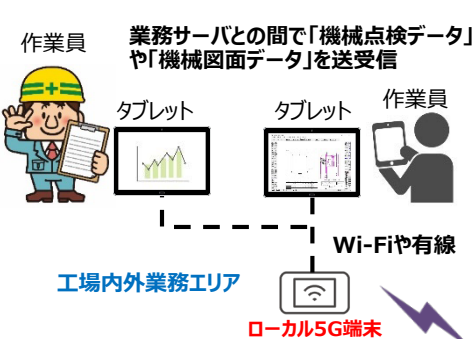 作業員
業務サーバとの間で「機械点検データ」
や「機械図面データ」を送受信
タブレット
タブレット
作業員
Wi-Fiや有線
工場内外業務エリア
ローカル5G端末